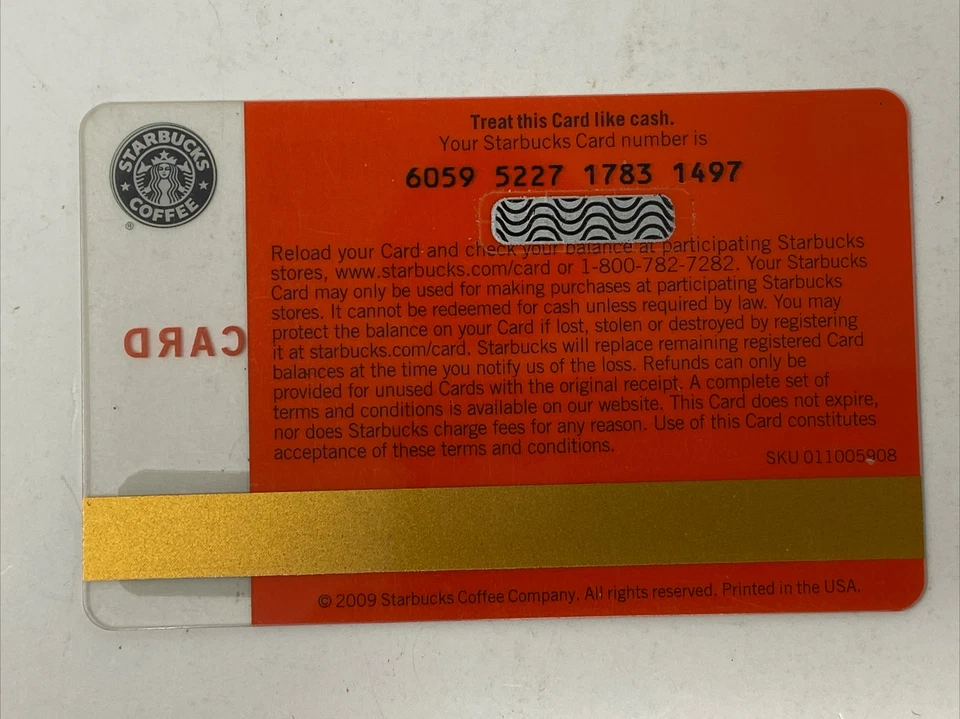 STARBUCKS
COFFEE
®
CARD
Treat this Card like cash.
Your Starbucks Card number is
6059 5227 1783 1497
Reload your Card and check your balance at participating Starbucks
stores, www.starbucks.com/card or 1-800-782-7282. Your Starbucks
Card may only be used for making purchases at participating Starbucks
stores. It cannot be redeemed for cash unless required by law. You may
protect the balance on your Card if lost, stolen or destroyed by registering
it at starbucks.com/card. Starbucks will replace remaining registered Card
balances at the time you notify us of the loss. Refunds can only be
provided for unused Cards with the original receipt. A complete set of
terms and conditions is available on our website. This Card does not expire,
nor does Starbucks charge fees for any reason. Use of this Card constitutes
acceptance of these terms and conditions.
SKU 011005908
© 2009 Starbucks Coffee Company. All rights reserved. Printed in the USA.